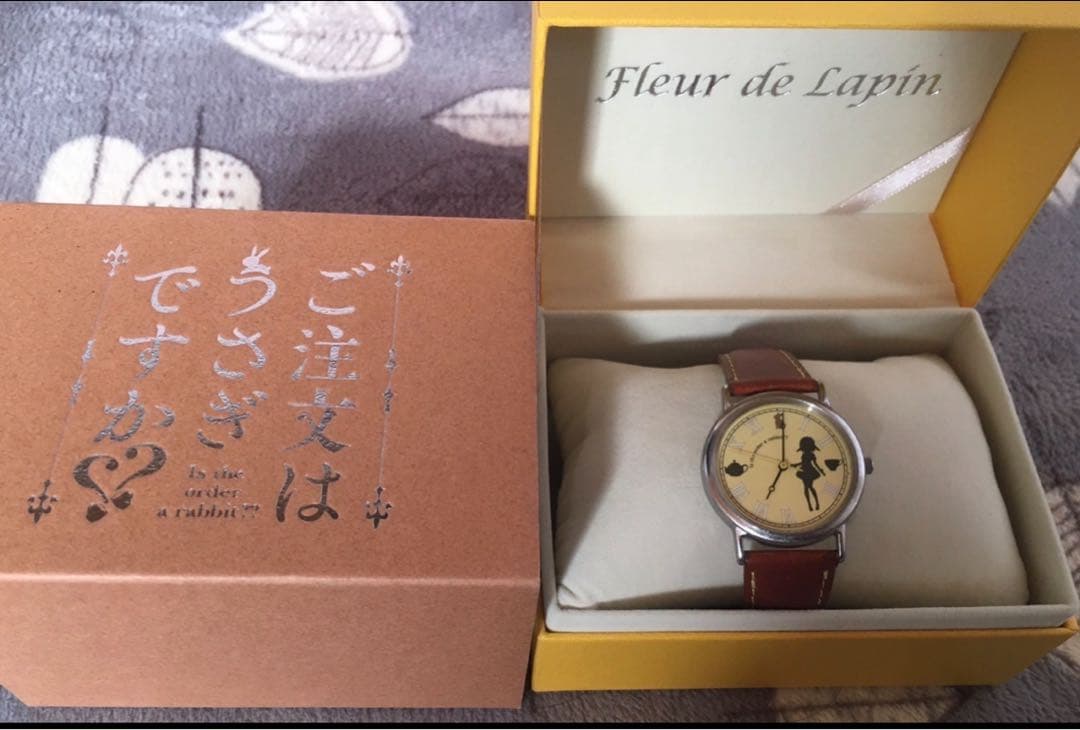 ご注文は
うさぎ
ですか??
Is the
order
a rabbit??
Fleur de Lapin